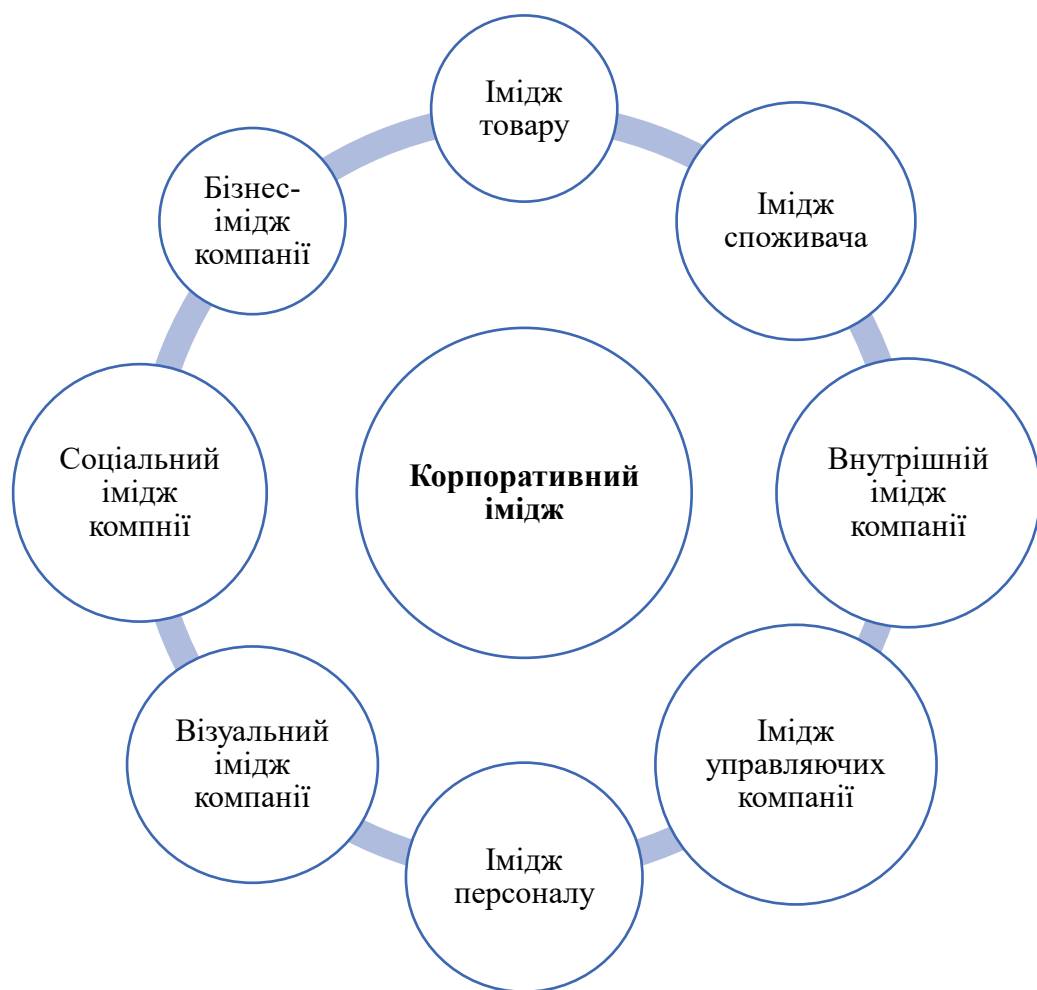 Імідж
товару
Імідж
споживача
Внутрішній
імідж
компанії
Імідж
управляючих
компанії
Імідж
персоналу
Візуальний
імідж
компанії
Соціальний
імідж
компнії
Бізнес-
імідж
компанії
Корпоративний
імідж